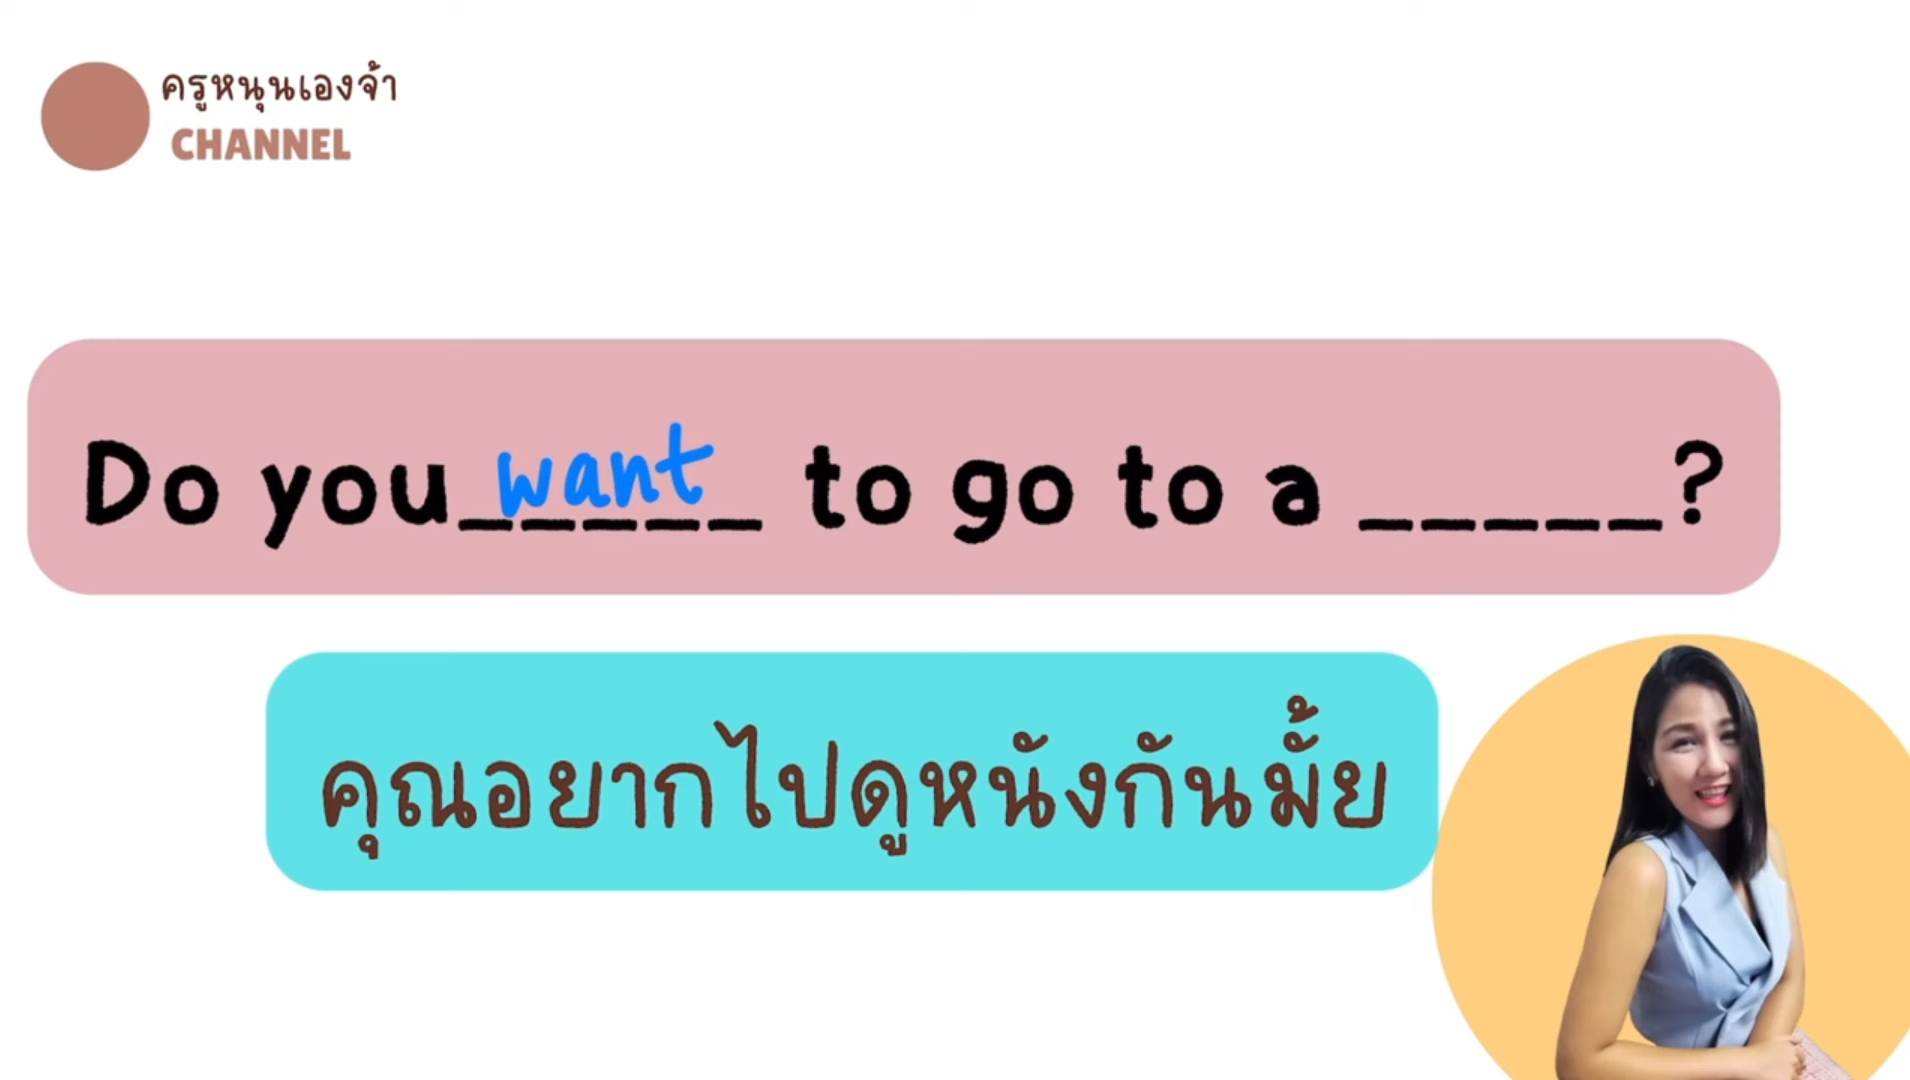 ครูหนุนเองจ้า
CHANNEL
Do you_want_ to go to a _____?
คุณอยากไปดูหนังกันมั้ย